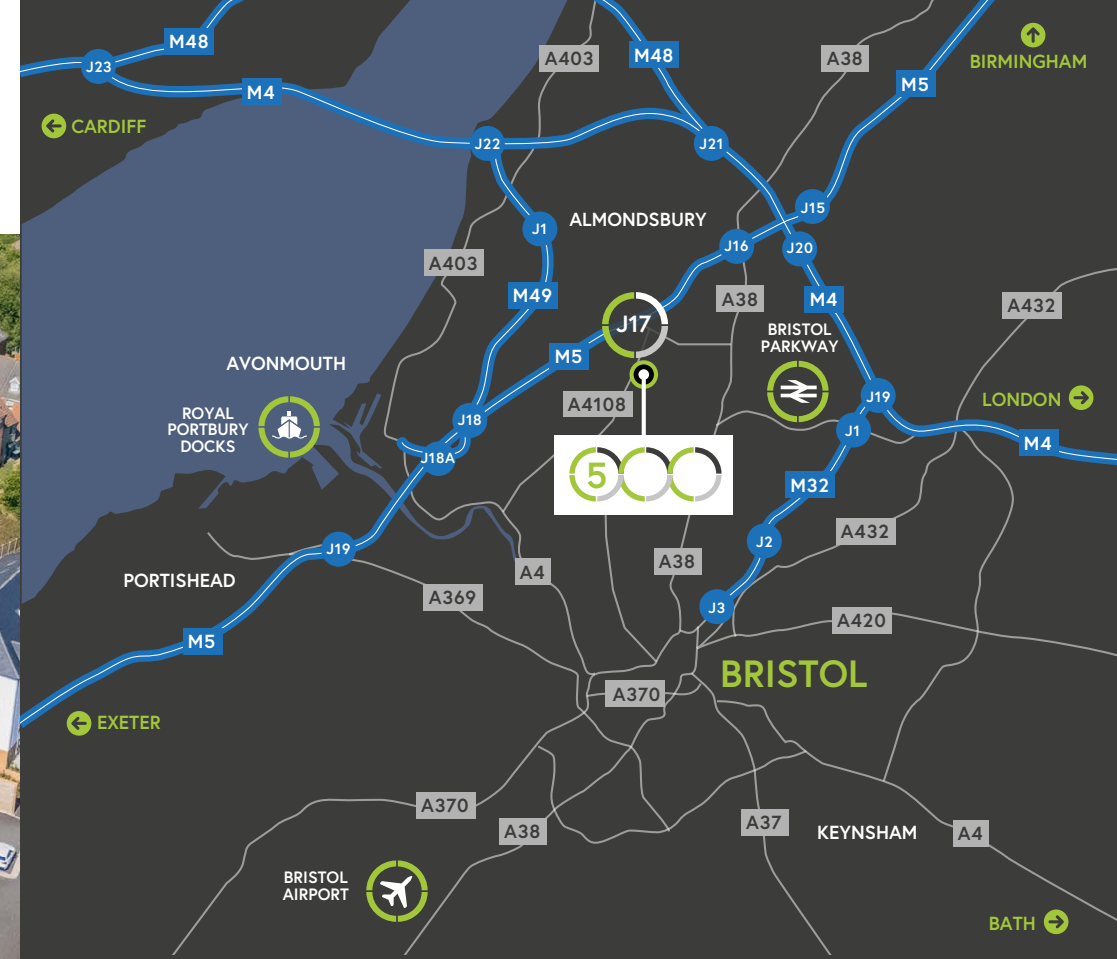 M48
J23
M4
CARDIFF
A403
M48
A38
M5
BIRMINGHAM
J22
J21
J1
ALMONDSBURY
J15
J16
J20
A403
M49
A38
M4
A432
J17
BRISTOL
PARKWAY
M5
AVONMOUTH
A4108
J19
LONDON
ROYAL
PORTBURY
DOCKS
J18
J1
M4
J18A
5
M32
A432
J2
J19
A38
A4
PORTISHEAD
A369
J3
A420
M5
BRISTOL
A370
EXETER
A370
A38
A37
KEYNSHAM
A4
BRISTOL
AIRPORT
BATH